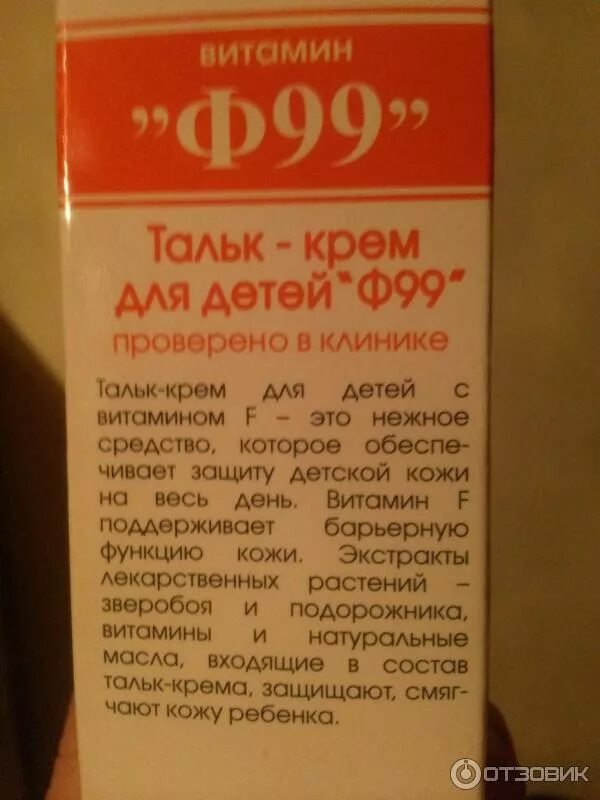 витамин
”Ф99”
Тальк - крем
для детей “Ф99”
проверено в клинике
Тальк-крем для детей с
витамином F – это нежное
средство, которое обеспе-
чивает защиту детской кожи
на весь день. Витамин F
поддерживает барьерную
функцию кожи. Экстракты
лекарственных растений –
зверобоя и подорожника,
витамины и натуральные
масла, входящие в состав
тальк-крема, защищают, смяг-
чают кожу ребенка.
ОТЗОВИК